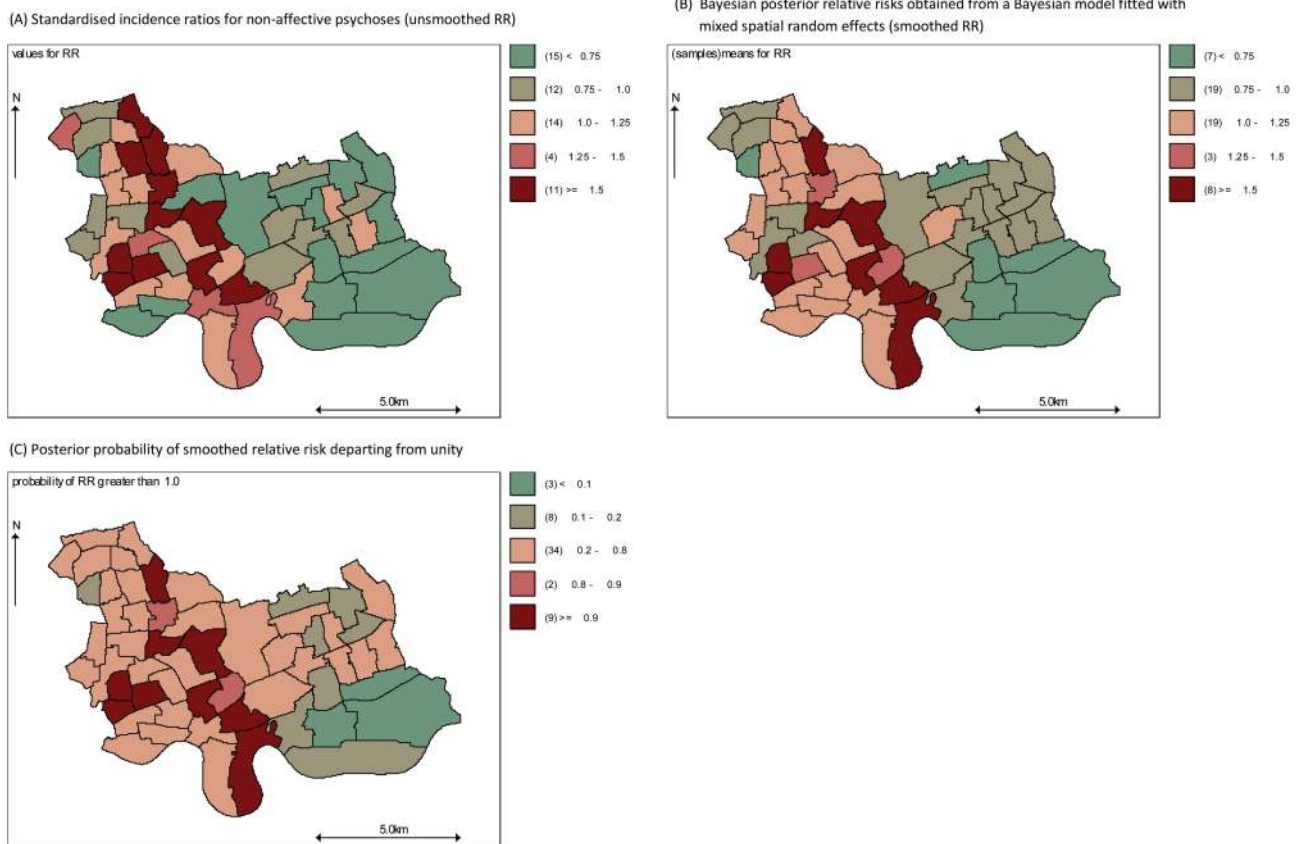 (A) Standardised incidence ratios for non-affective psychoses (unsmoothed RR)
values for RR
N
5.0km
(15) < 0.75
(12) 0.75 - 1.0
(14) 1.0 - 1.25
(4) 1.25 - 1.5
(11) >= 1.5
(B) Bayesian posterior relative risks obtained from a Bayesian model fitted with
mixed spatial random effects (smoothed RR)
(samples)means for RR
N
5.0km
(7) < 0.75
(19) 0.75 - 1.0
(19) 1.0 - 1.25
(3) 1.25 - 1.5
(8) >= 1.5
(C) Posterior probability of smoothed relative risk departing from unity
probability of RR greater than 1.0
N
5.0km
(3) < 0.1
(8) 0.1 - 0.2
(34) 0.2 - 0.8
(2) 0.8 - 0.9
(9) >= 0.9